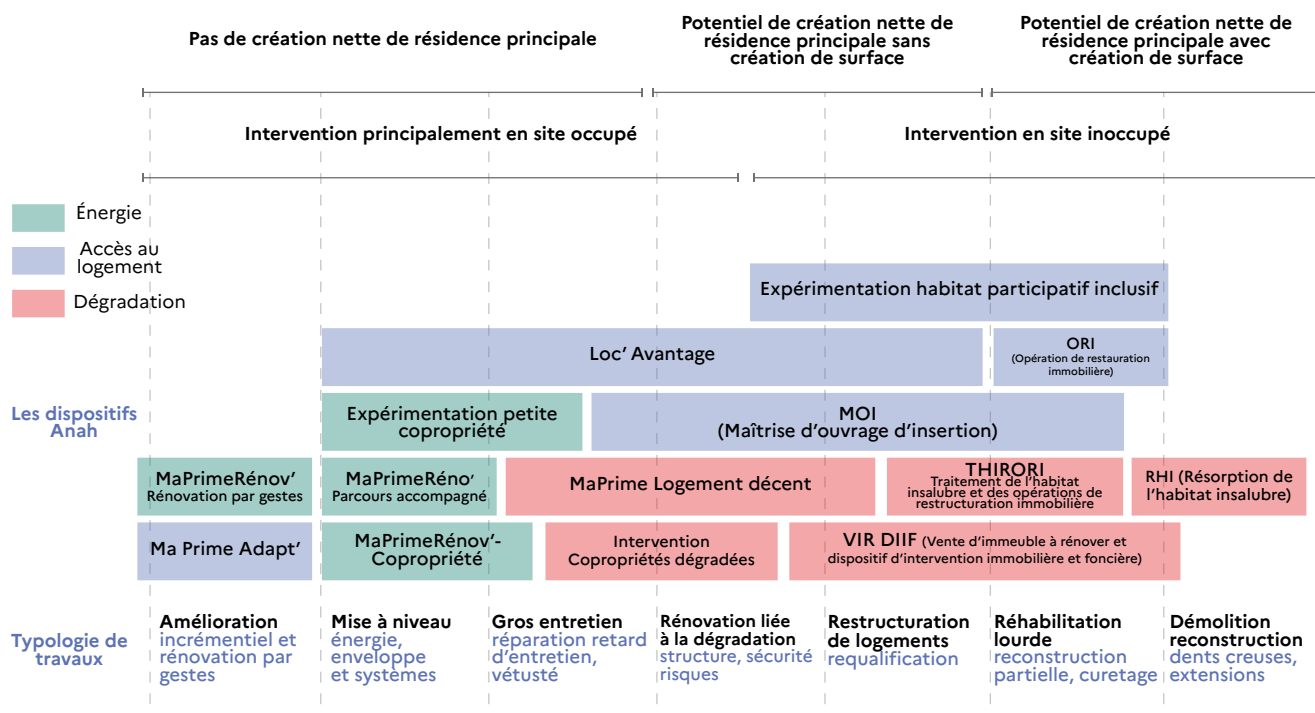 Pas de création nette de résidence principale
Potentiel de création nette de
résidence principale sans
création de surface
Potentiel de création nette de
résidence principale avec
création de surface
Intervention principalement en site occupé
Intervention en site inoccupé
Énergie
Accès au
logement
Dégradation
Expérimentation habitat participatif inclusif
Loc' Avantage
ORI
(Opération de restauration
immobilière)
Les dispositifs
Anah
Expérimentation petite
copropriété
MOI
(Maîtrise d'ouvrage d'insertion)
MaPrimeRénov'
Rénovation par gestes
MaPrimeRéno'
Parcours accompagné
MaPrime Logement décent
THIRORI
Traitement de l'habitat
insalubre et des opérations de
restructuration immobilière
RHI (Résorption de
l'habitat insalubre)
Ma Prime Adapt'
MaPrimeRénov'-
Copropriété
Intervention
Copropriétés dégradées
VIR DIIF (Vente d'immeuble à rénover et
dispositif d'intervention immobilière et foncière)
Typologie de
travaux
Amélioration
incrémentiel et
rénovation par
gestes
Mise à niveau
énergie,
enveloppe
et systèmes
Gros entretien
réparation retard
d'entretien,
vétusté
Rénovation liée
à la dégradation
structure, sécurité
risques
Restructuration
de logements
requalification
Réhabilitation
lourde
reconstruction
partielle, curetage
Démolition
reconstruction
dents creuses,
extensions